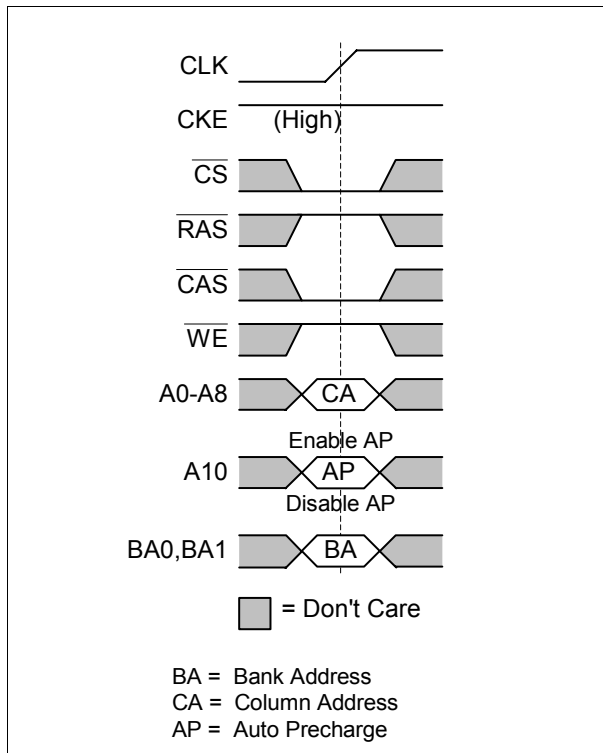 CLK
CKE (High)
CS
RAS
CAS
WE
A0-A8 CA
Enable AP
A10 AP
Disable AP
BA0,BA1 BA
= Don't Care
BA = Bank Address
CA = Column Address
AP = Auto Precharge